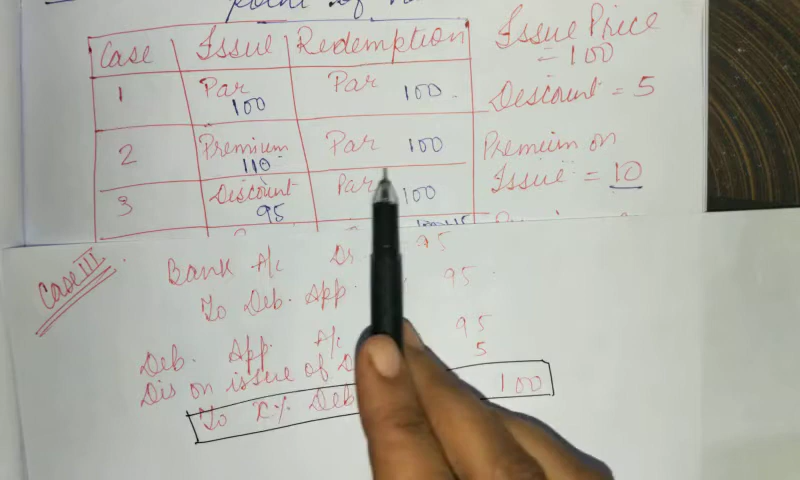 point of
Case Issue Redemption
1 Par 100 Par 100
2 Premium 110 Par 100
3 Discount 95 Par 100
Issue Price
= 100
Discount = 5
Premium on
Issue = 10
Case III
Bank A/c Dr 95
To Deb. App 95
Deb. App. A/c 95
Dis on issue of D 5
To X% Deb 100